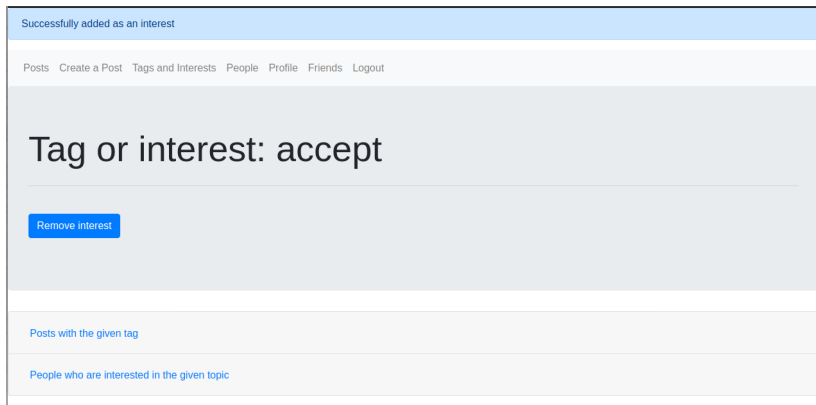 Successfully added as an interest
Posts Create a Post Tags and Interests People Profile Friends Logout
Tag or interest: accept
Remove interest
Posts with the given tag
People who are interested in the given topic